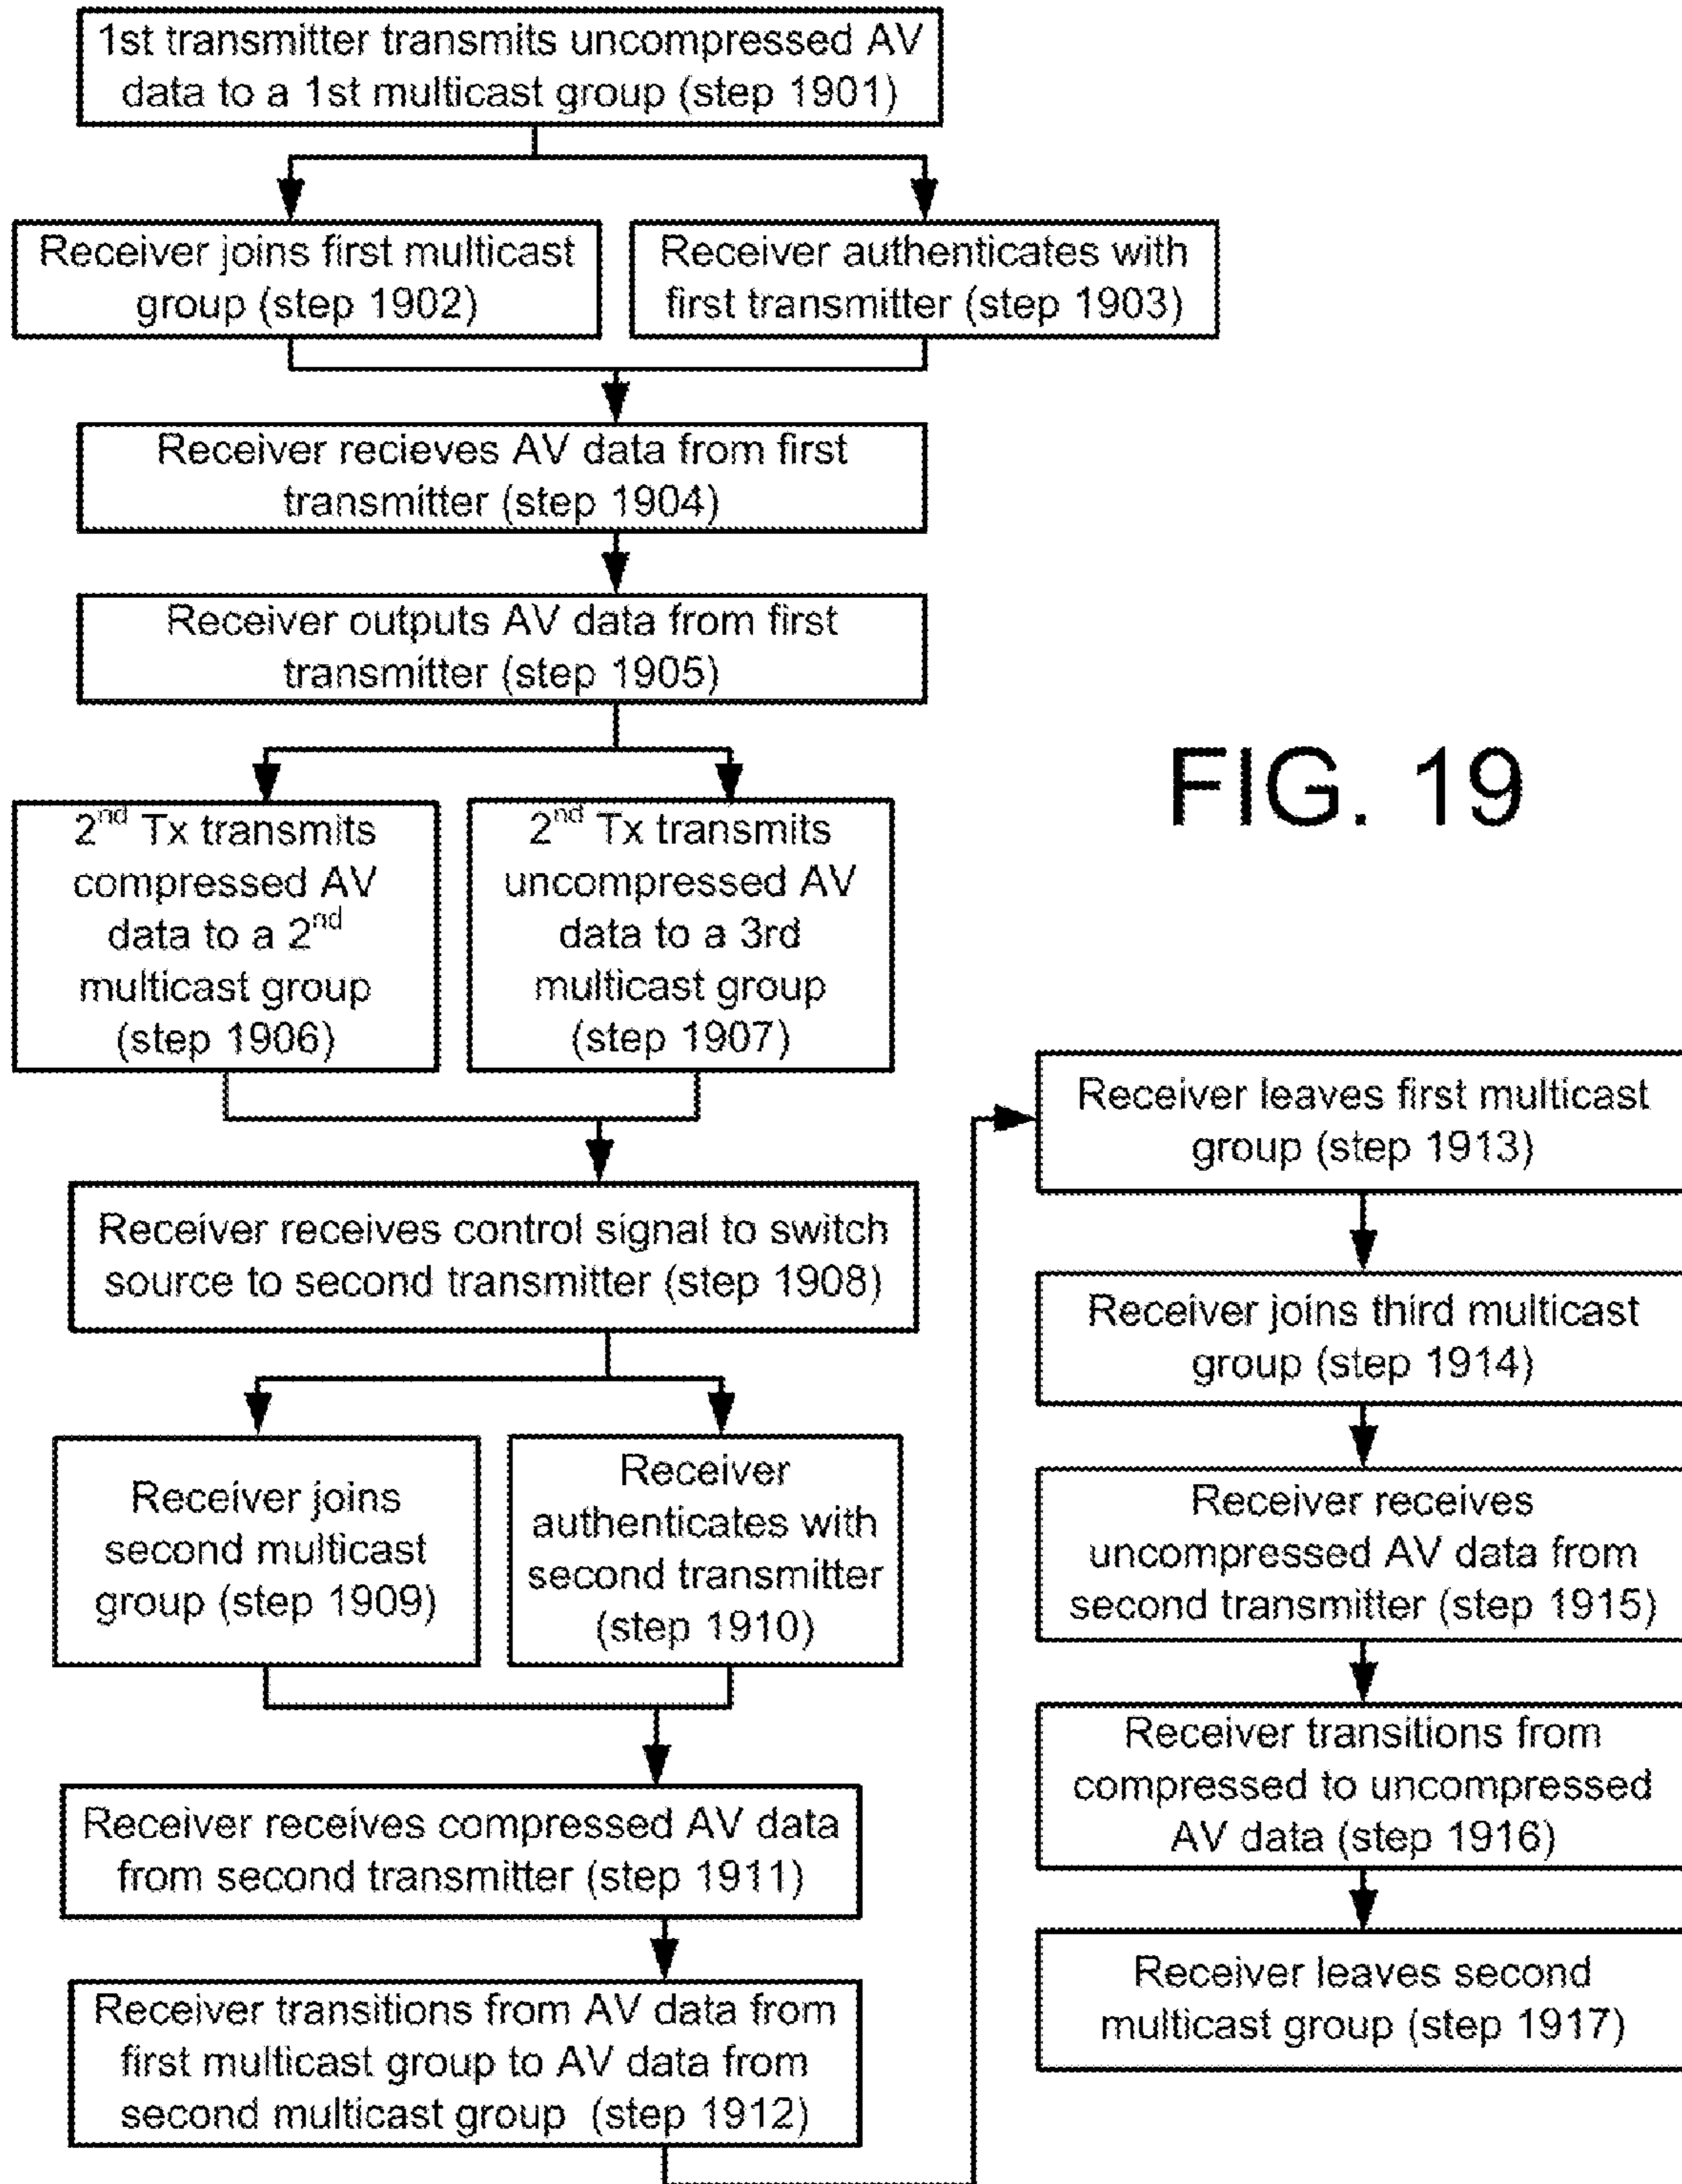 1st transmitter transmits uncompressed AV
data to a 1st multicast group (step 1901)
Receiver joins first multicast
group (step 1902)
Receiver authenticates with
first transmitter (step 1903)
Receiver recieves AV data from first
transmitter (step 1904)
Receiver outputs AV data from first
transmitter (step 1905)
2nd Tx transmits
compressed AV
data to a 2nd
multicast group
(step 1906)
2nd Tx transmits
uncompressed AV
data to a 3rd
multicast group
(step 1907)
Receiver receives control signal to switch
source to second transmitter (step 1908)
Receiver joins
second multicast
group (step 1909)
Receiver
authenticates with
second transmitter
(step 1910)
Receiver receives compressed AV data
from second transmitter (step 1911)
Receiver transitions from AV data from
first multicast group to AV data from
second multicast group (step 1912)
FIG. 19
Receiver leaves first multicast
group (step 1913)
Receiver joins third multicast
group (step 1914)
Receiver receives
uncompressed AV data from
second transmitter (step 1915)
Receiver transitions from
compressed to uncompressed
AV data (step 1916)
Receiver leaves second
multicast group (step 1917)